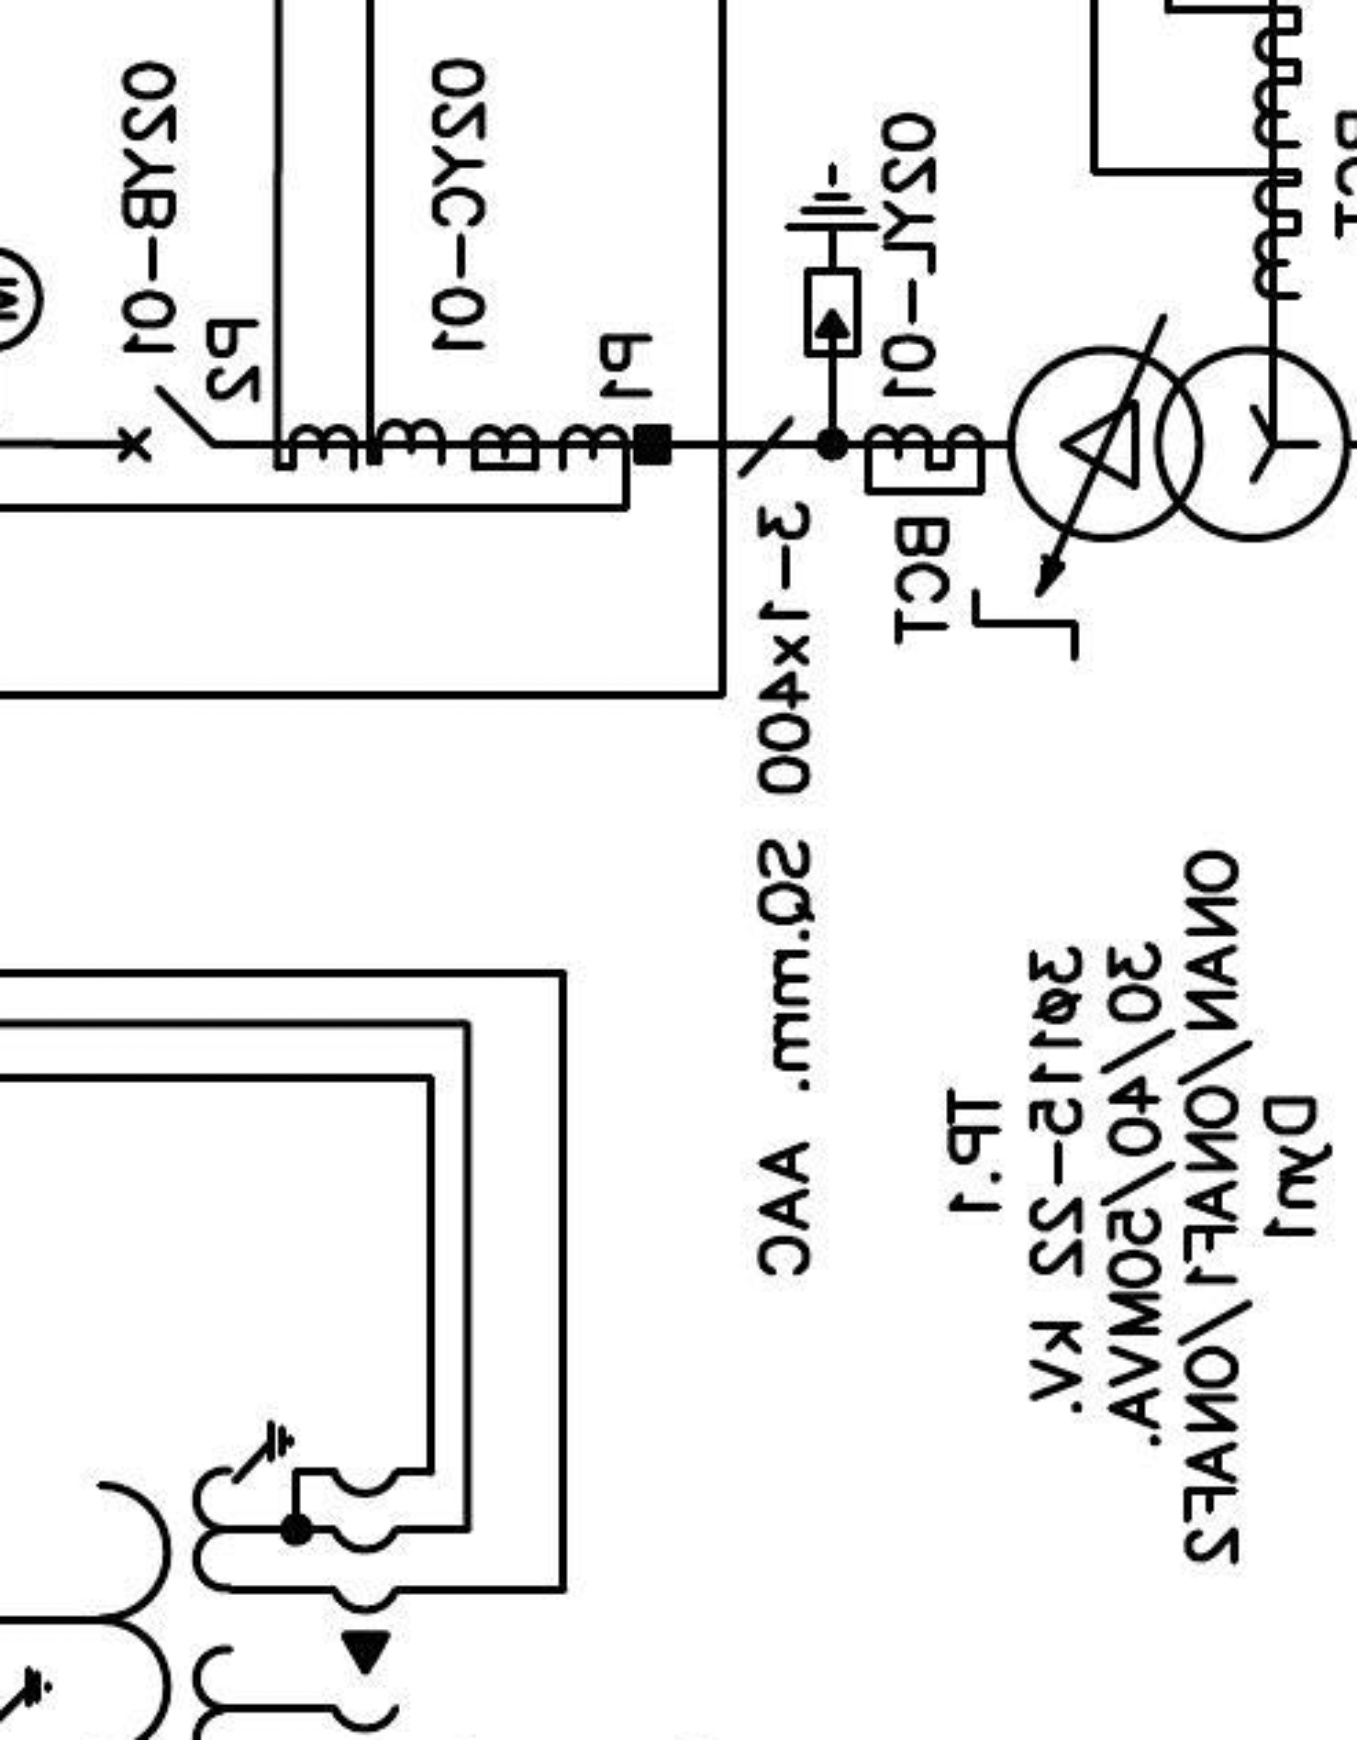 M
02YB-01
P2
02YC-01
P1
3-1x400 SQ.mm. AAC
02YL-01
BCT
TP.1
3φ115-22 KV.
30/40/50MVA.
ONAN/ONAF1/ONAF2
Dyn1